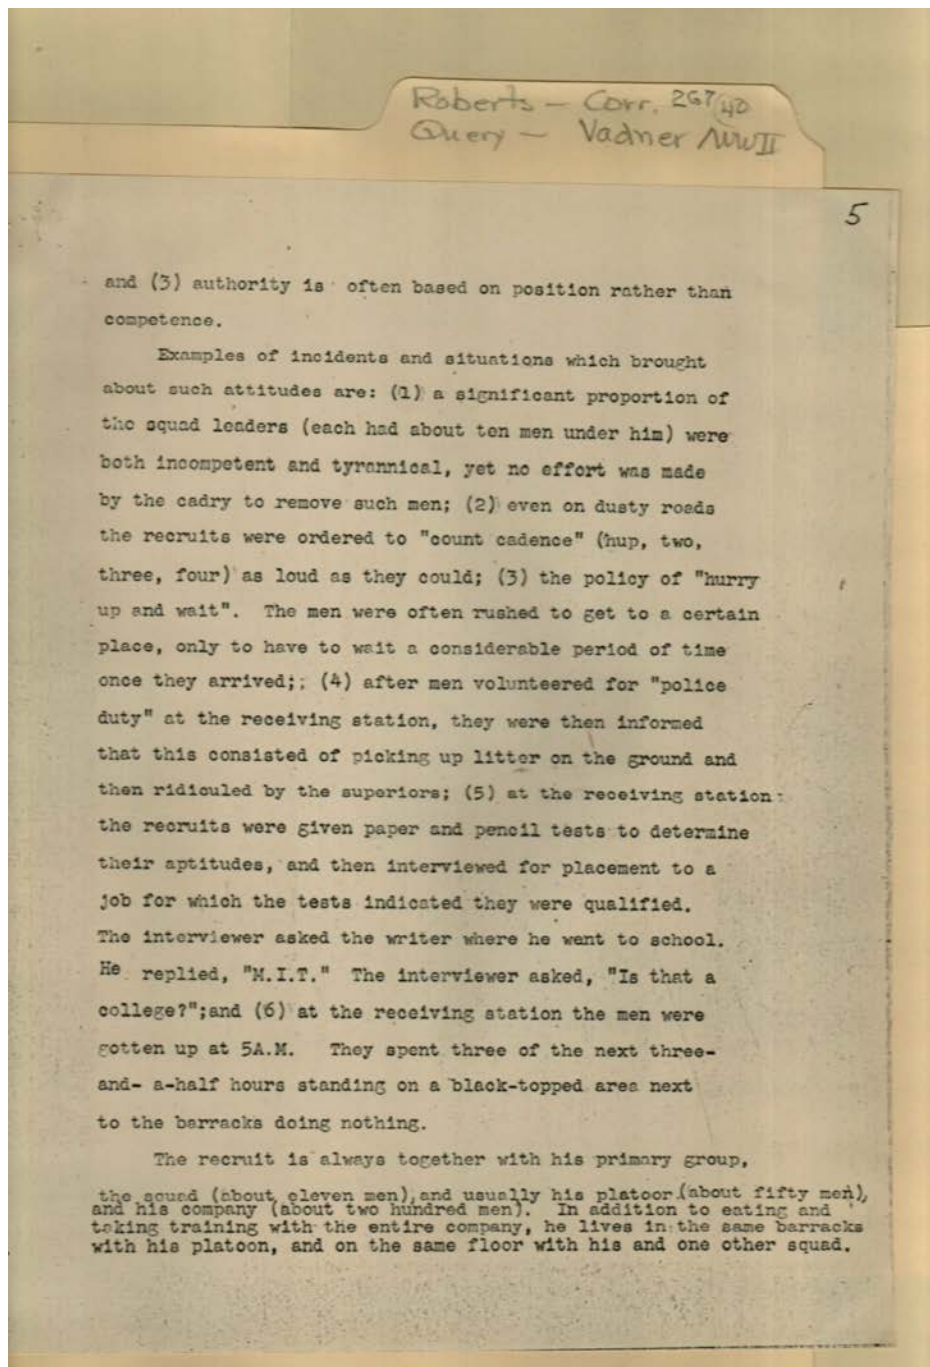 Roberts - Corr. 267 40
Query - Vadner WWII
5
and (3) authority is often based on position rather than
competence.
Examples of incidents and situations which brought
about such attitudes are: (1) a significant proportion of
the squad leaders (each had about ten men under him) were
both incompetent and tyrannical, yet no effort was made
by the cadry to remove such men; (2) even on dusty roads
the recruits were ordered to "count cadence" (hup, two,
three, four) as loud as they could; (3) the policy of "hurry
up and wait". The men were often rushed to get to a certain
place, only to have to wait a considerable period of time
once they arrived;; (4) after men volunteered for "police
duty" at the receiving station, they were then informed
that this consisted of picking up litter on the ground and
then ridiculed by the superiors; (5) at the receiving station
the recruits were given paper and pencil tests to determine
their aptitudes, and then interviewed for placement to a
job for which the tests indicated they were qualified.
The interviewer asked the writer where he went to school.
He replied, "M.I.T." The interviewer asked, "Is that a
college?";and (6) at the receiving station the men were
gotten up at 5A.M. They spent three of the next three-
and- a-half hours standing on a black-topped area next
to the barracks doing nothing.
The recruit is always together with his primary group,
the squad (about eleven men), and usually his platoon (about fifty men),
and his company (about two hundred men). In addition to eating and
taking training with the entire company, he lives in the same barracks
with his platoon, and on the same floor with his and one other squad.